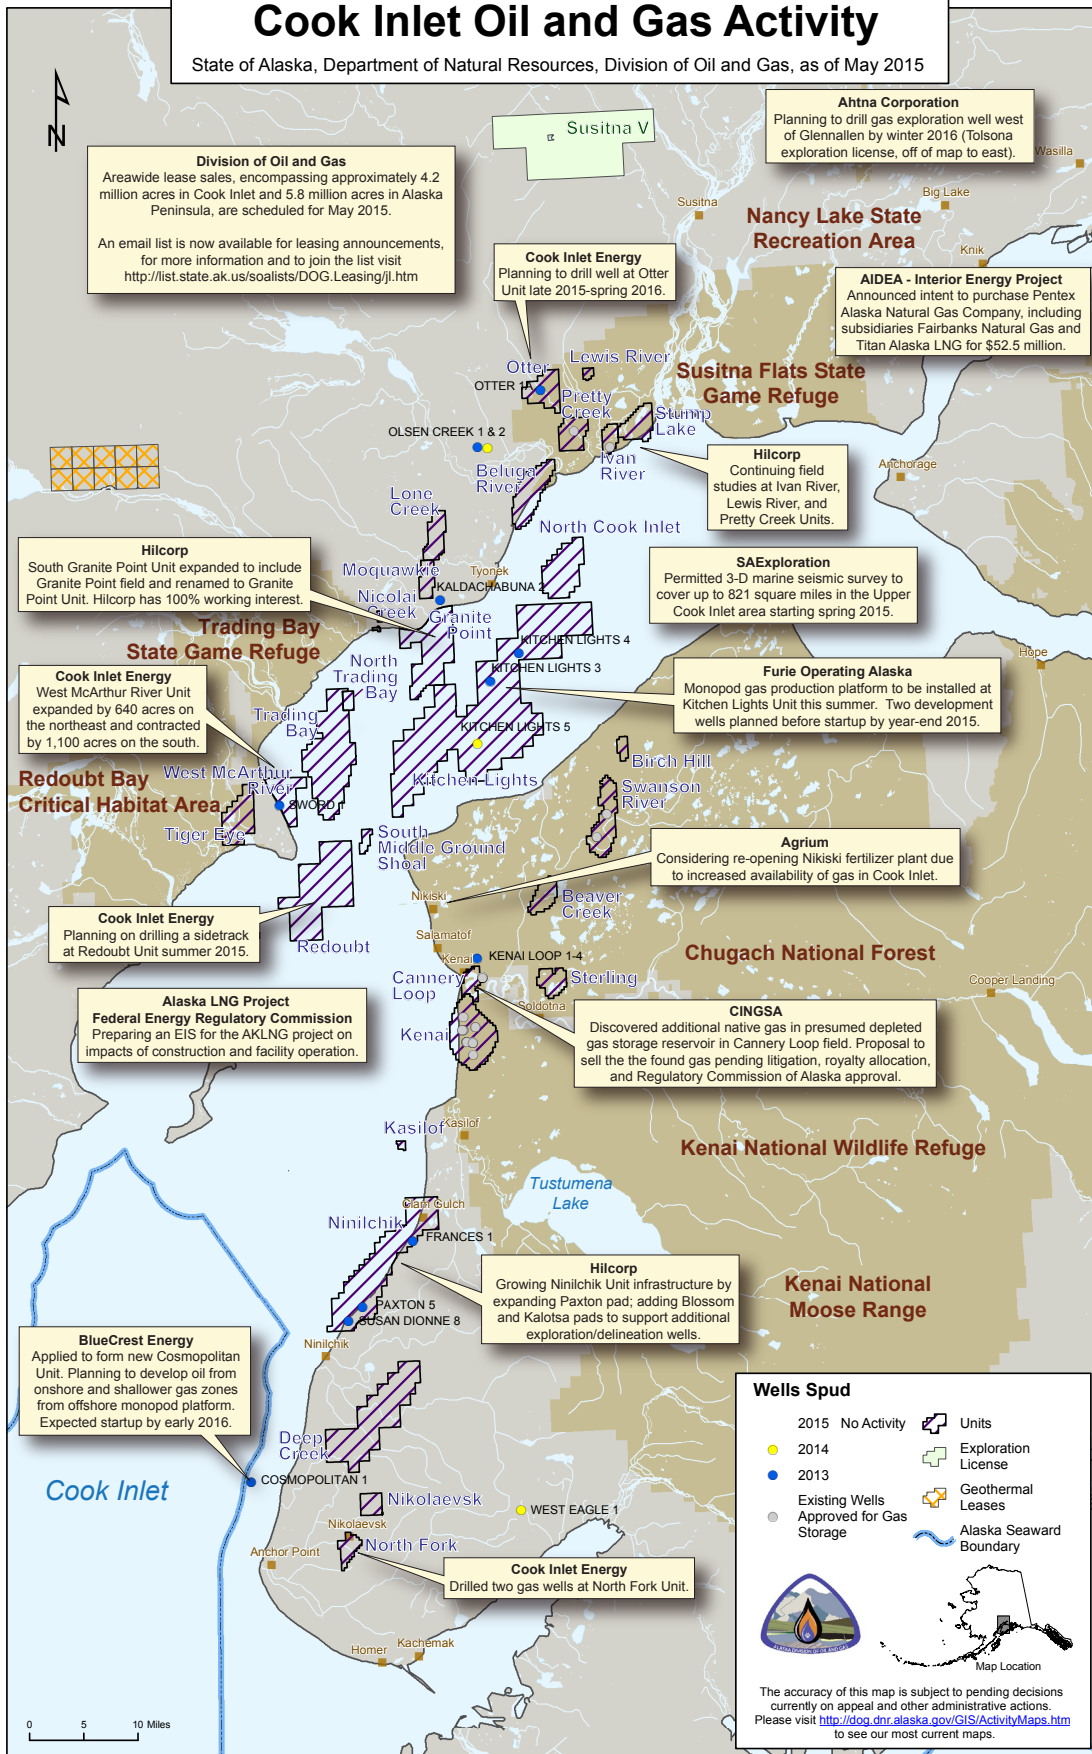 Cook Inlet Oil and Gas Activity
State of Alaska, Department of Natural Resources, Division of Oil and Gas, as of May 2015
N
Susitna V
Ahtna Corporation
Planning to drill gas exploration well west
of Glennallen by winter 2016 (Tolsona
exploration license, off of map to east).
Wasilla
Division of Oil and Gas
Areawide lease sales, encompassing approximately 4.2
million acres in Cook Inlet and 5.8 million acres in Alaska
Peninsula, are scheduled for May 2015.
An email list is now available for leasing announcements,
for more information and to join the list visit
http://list.state.ak.us/soalists/DOG.Leasing/jl.htm
Susitna
Big Lake
Nancy Lake State
Recreation Area
Knik
Cook Inlet Energy
Planning to drill well at Otter
Unit late 2015-spring 2016.
AIDEA - Interior Energy Project
Announced intent to purchase Pentex
Alaska Natural Gas Company, including
subsidiaries Fairbanks Natural Gas and
Titan Alaska LNG for $52.5 million.
Otter
Lewis River
OTTER 1A
Susitna Flats State
Game Refuge
Pretty
Creek
Stump
Lake
OLSEN CREEK 1 & 2
Ivan
River
Beluga
River
Hilcorp
Continuing field
studies at Ivan River,
Lewis River, and
Pretty Creek Units.
Anchorage
Lone
Creek
North Cook Inlet
Hilcorp
South Granite Point Unit expanded to include
Granite Point field and renamed to Granite
Point Unit. Hilcorp has 100% working interest.
SAExploration
Permitted 3-D marine seismic survey to
cover up to 821 square miles in the Upper
Cook Inlet area starting spring 2015.
Moquawkie
Tyonek
KALDACHABUNA 2
Nicolai
Creek
Granite
Point
Trading Bay
State Game Refuge
KITCHEN LIGHTS 4
Hope
North
Trading
Bay
KITCHEN LIGHTS 3
Furie Operating Alaska
Monopod gas production platform to be installed at
Kitchen Lights Unit this summer.  Two development
wells planned before startup by year-end 2015.
Cook Inlet Energy
West McArthur River Unit
expanded by 640 acres on
the northeast and contracted
by 1,100 acres on the south.
Trading
Bay
KITCHEN LIGHTS 5
Birch Hill
Redoubt Bay
Critical Habitat Area
West McArthur
River
Kitchen Lights
Swanson
River
SWORD 1
Tiger Eye
South
Middle Ground
Shoal
Agrium
Considering re-opening Nikiski fertilizer plant due
to increased availability of gas in Cook Inlet.
Nikiski
Beaver
Creek
Cook Inlet Energy
Planning on drilling a sidetrack
at Redoubt Unit summer 2015.
Redoubt
Salamatof
Kenai
KENAI LOOP 1-4
Chugach National Forest
Cannery
Loop
Sterling
Cooper Landing
Alaska LNG Project
Federal Energy Regulatory Commission
Preparing an EIS for the AKLNG project on
impacts of construction and facility operation.
Soldotna
Kenai
CINGSA
Discovered additional native gas in presumed depleted
gas storage reservoir in Cannery Loop field. Proposal to
sell the the found gas pending litigation, royalty allocation,
and Regulatory Commission of Alaska approval.
Kasilof
Kasilof
Kenai National Wildlife Refuge
Tustumena
Lake
Clam Gulch
Ninilchik
FRANCES 1
Hilcorp
Growing Ninilchik Unit infrastructure by
expanding Paxton pad; adding Blossom
and Kalotsa pads to support additional
exploration/delineation wells.
Kenai National
Moose Range
PAXTON 5
SUSAN DIONNE 8
Ninilchik
BlueCrest Energy
Applied to form new Cosmopolitan
Unit. Planning to develop oil from
onshore and shallower gas zones
from offshore monopod platform.
Expected startup by early 2016.
Deep
Creek
Cook Inlet
COSMOPOLITAN 1
Nikolaevsk
WEST EAGLE 1
Nikolaevsk
North Fork
Anchor Point
Cook Inlet Energy
Drilled two gas wells at North Fork Unit.
Homer
Kachemak
0 5 10 Miles
Wells Spud
2015 No Activity
2014
2013
Existing Wells
Approved for Gas
Storage
Units
Exploration
License
Geothermal
Leases
Alaska Seaward
Boundary
ALASKA DIVISION OF OIL AND GAS
Map Location
The accuracy of this map is subject to pending decisions
currently on appeal and other administrative actions.
Please visit http://dog.dnr.alaska.gov/GIS/ActivityMaps.htm
to see our most current maps.